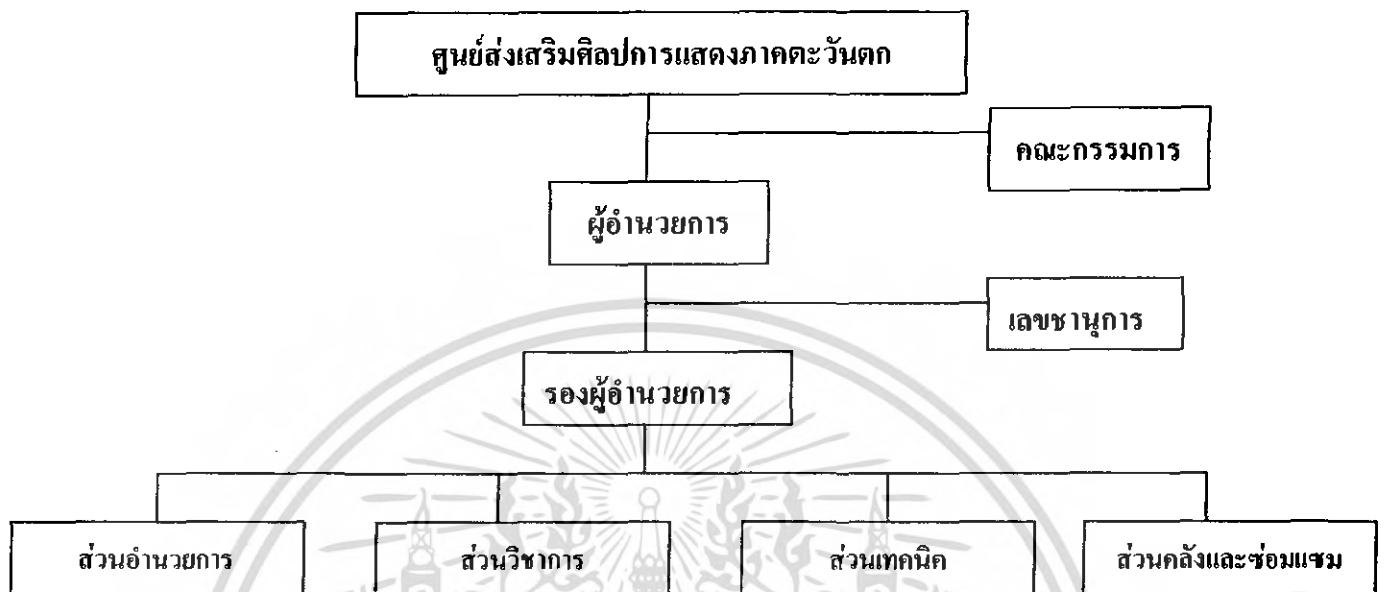 ศูนย์ส่งเสริมศิลปการแสดงภาคตะวันตก
คณะกรรมการ
ผู้อำนวยการ
เลขานุการ
รองผู้อำนวยการ
ส่วนอำนวยการ
ส่วนวิชาการ
ส่วนเทคนิค
ส่วนคลังและซ่อมแซม